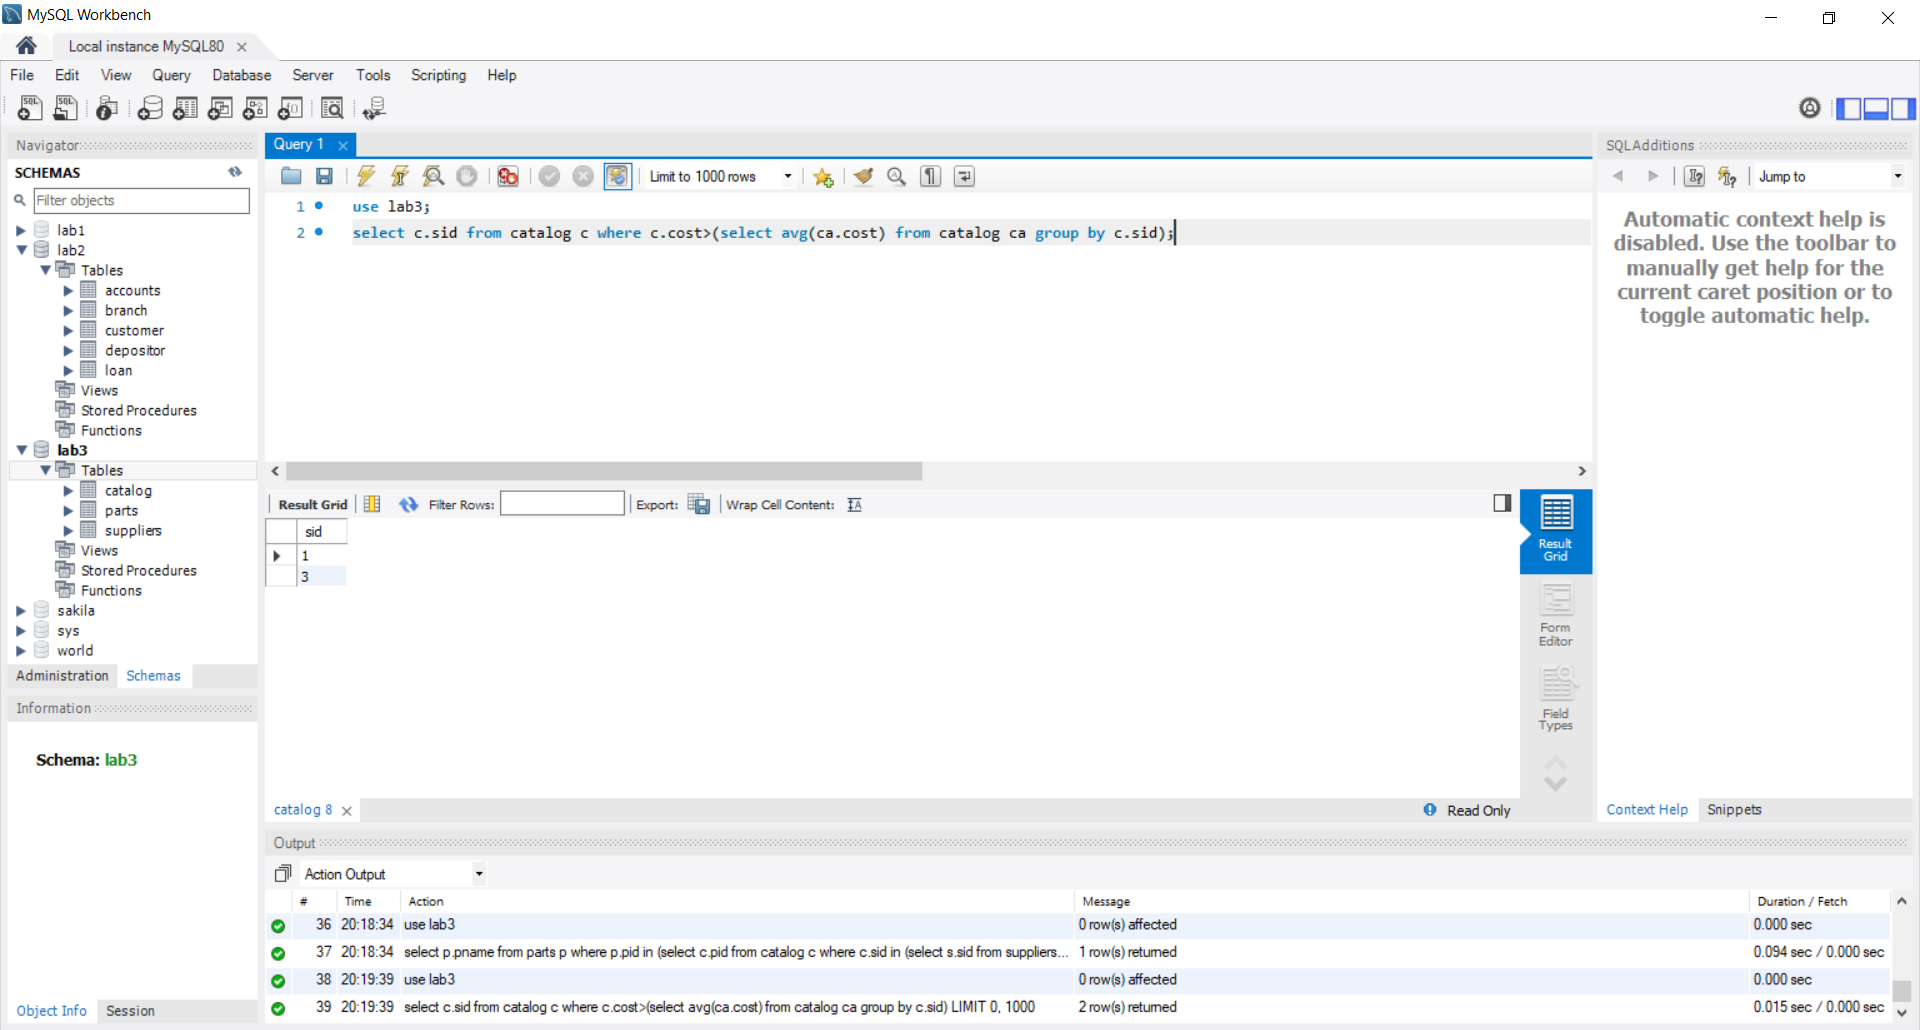 MySQL Workbench
Local instance MySQL80
File Edit View Query Database Server Tools Scripting Help
Navigator
SCHEMAS
Filter objects
lab1
lab2
Tables
accounts
branch
customer
depositor
loan
Views
Stored Procedures
Functions
lab3
Tables
catalog
parts
suppliers
Views
Stored Procedures
Functions
sakila
sys
world
Administration Schemas
Information
Schema: lab3
Object Info Session
Query 1
Limit to 1000 rows
1 use lab3;
2 select c.sid from catalog c where c.cost>(select avg(ca.cost) from catalog ca group by c.sid);
Result Grid Filter Rows: Export: Wrap Cell Content:
sid
1
3
Result Grid
Form Editor
Field Types
catalog 8
Read Only
SQLAdditions
Jump to
Automatic context help is
disabled. Use the toolbar to
manually get help for the
current caret position or to
toggle automatic help.
Context Help Snippets
Output
Action Output
# Time Action Message Duration / Fetch
36 20:18:34 use lab3 0 row(s) affected 0.000 sec
37 20:18:34 select p.pname from parts p where p.pid in (select c.pid from catalog c where c.sid in (select s.sid from suppliers... 1 row(s) returned 0.094 sec / 0.000 sec
38 20:19:39 use lab3 0 row(s) affected 0.000 sec
39 20:19:39 select c.sid from catalog c where c.cost>(select avg(ca.cost) from catalog ca group by c.sid) LIMIT 0, 1000 2 row(s) returned 0.015 sec / 0.000 sec